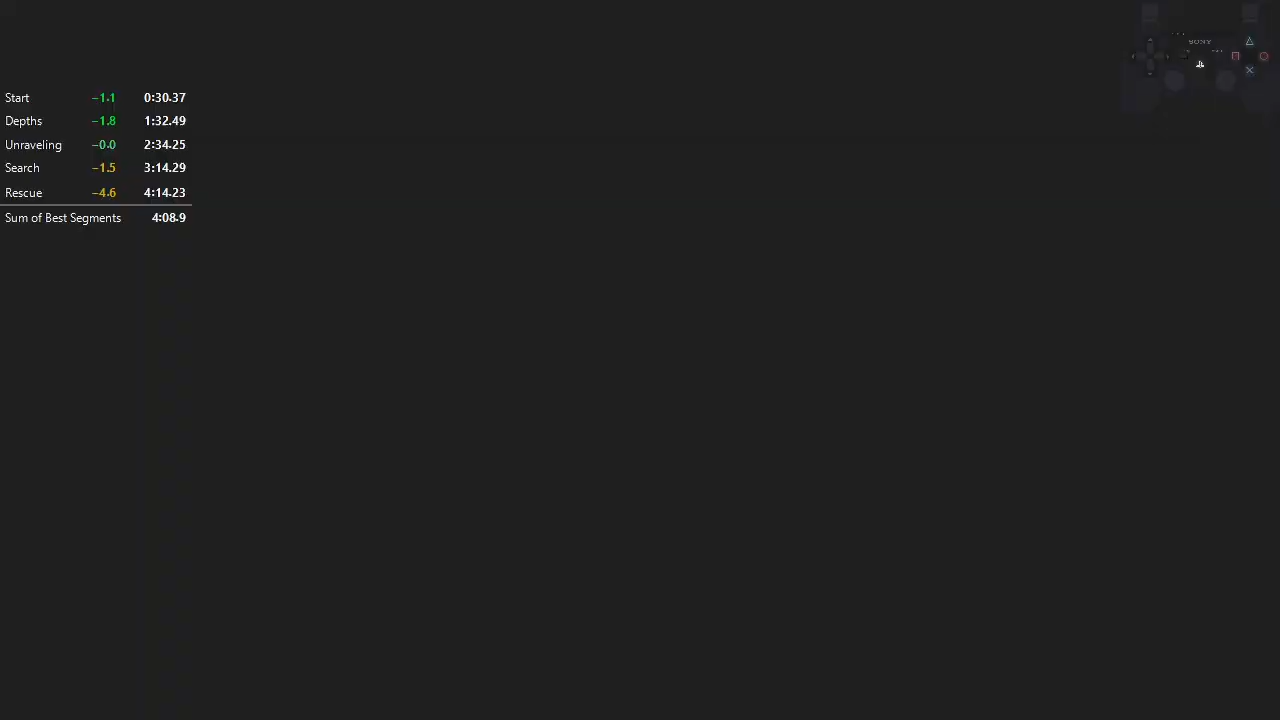 SONY
Start −1.1 0:30.37
Depths −1.8 1:32.49
Unraveling −0.0 2:34.25
Search −1.5 3:14.29
Rescue −4.6 4:14.23
Sum of Best Segments 4:08.9